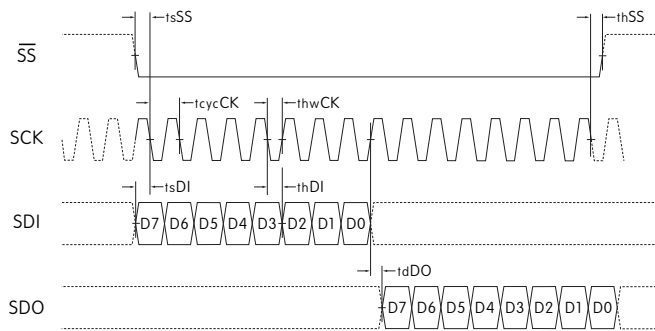 tsSS
thSS
SS
tcycCK
thwCK
SCK
tsDI
thDI
SDI
D7 D6 D5 D4 D3 D2 D1 D0
tdDO
SDO
D7 D6 D5 D4 D3 D2 D1 D0